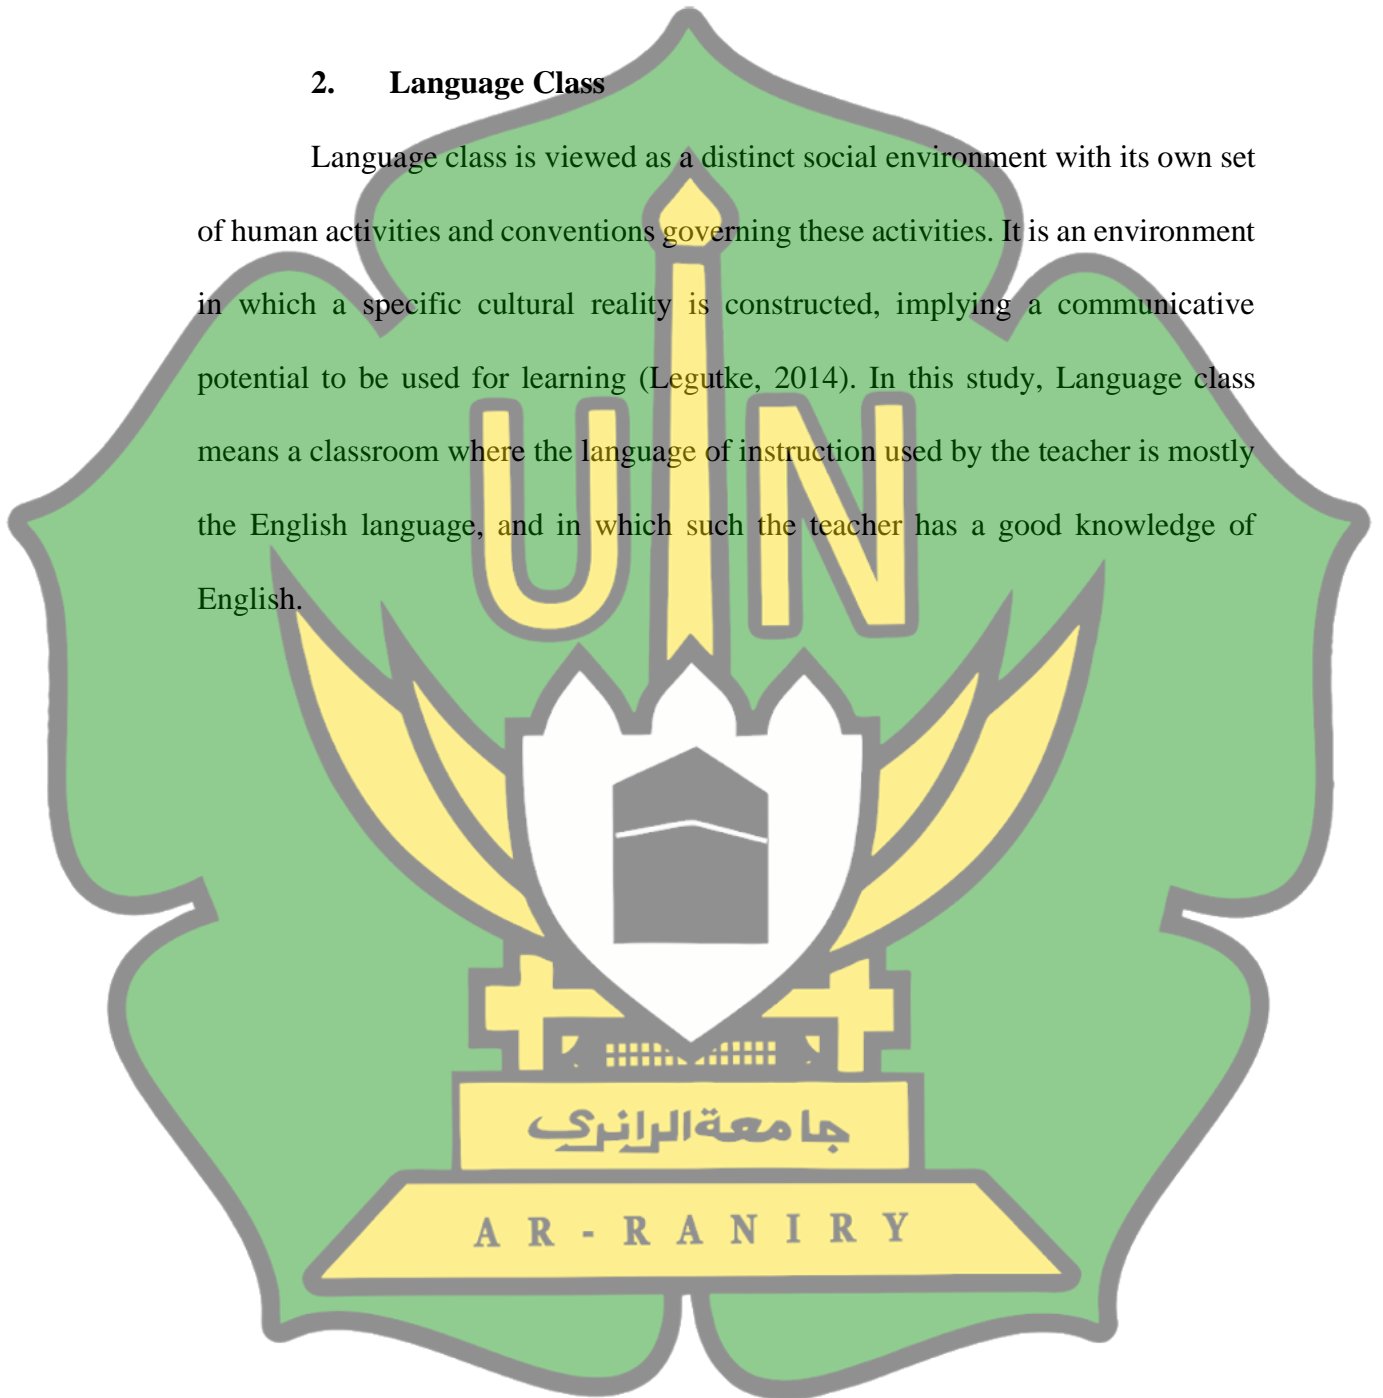 2. Language Class
Language class is viewed as a distinct social environment with its own set
of human activities and conventions governing these activities. It is an environment
in which a specific cultural reality is constructed, implying a communicative
potential to be used for learning (Legutke, 2014). In this study, Language class
means a classroom where the language of instruction used by the teacher is mostly
the English language, and in which such the teacher has a good knowledge of
English.
UIN
جامعةالرانرى
AR-RANIRY